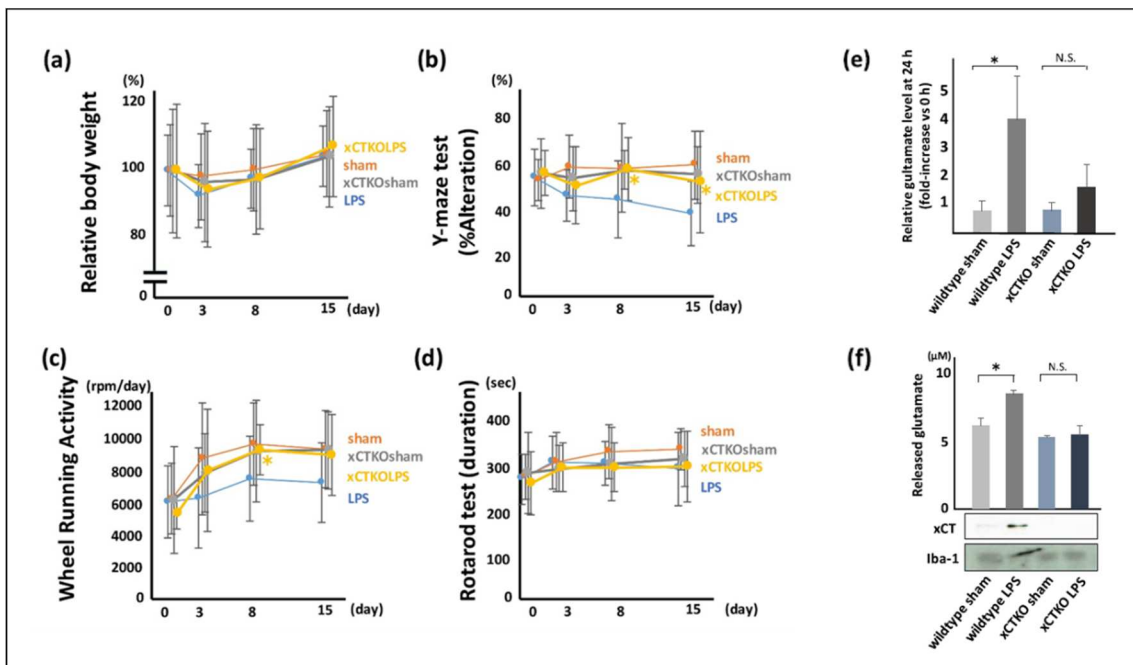 (a)
(%)
120
100
80
0
Relative body weight
xCTKOLPS
sham
xCTKOsham
LPS
0 3 8 15 (day)
(b)
(%)
80
60
40
20
0
Y-maze test
(%Alteration)
sham
xCTKOsham
xCTKOLPS
LPS
*
*
0 3 8 15 (day)
(c)
(rpm/day)
12000
10000
8000
6000
4000
2000
0
Wheel Running Activity
sham
xCTKOsham
xCTKOLPS
LPS
*
0 3 8 15 (day)
(d)
(sec)
400
300
200
100
0
Rotarod test (duration)
sham
xCTKOsham
xCTKOLPS
LPS
0 3 8 15 (day)
(e)
Relative gultamate level at 24 h
(fold-increase vs 0 h)
5
4
3
2
1
* N.S.
wildtype sham
wildtype LPS
xCTKO sham
xCTKO LPS
(f)
(μM)
10
5
0
Released glutamate
* N.S.
xCT
Iba-1
wildtype sham
wildtype LPS
xCTKO sham
xCTKO LPS